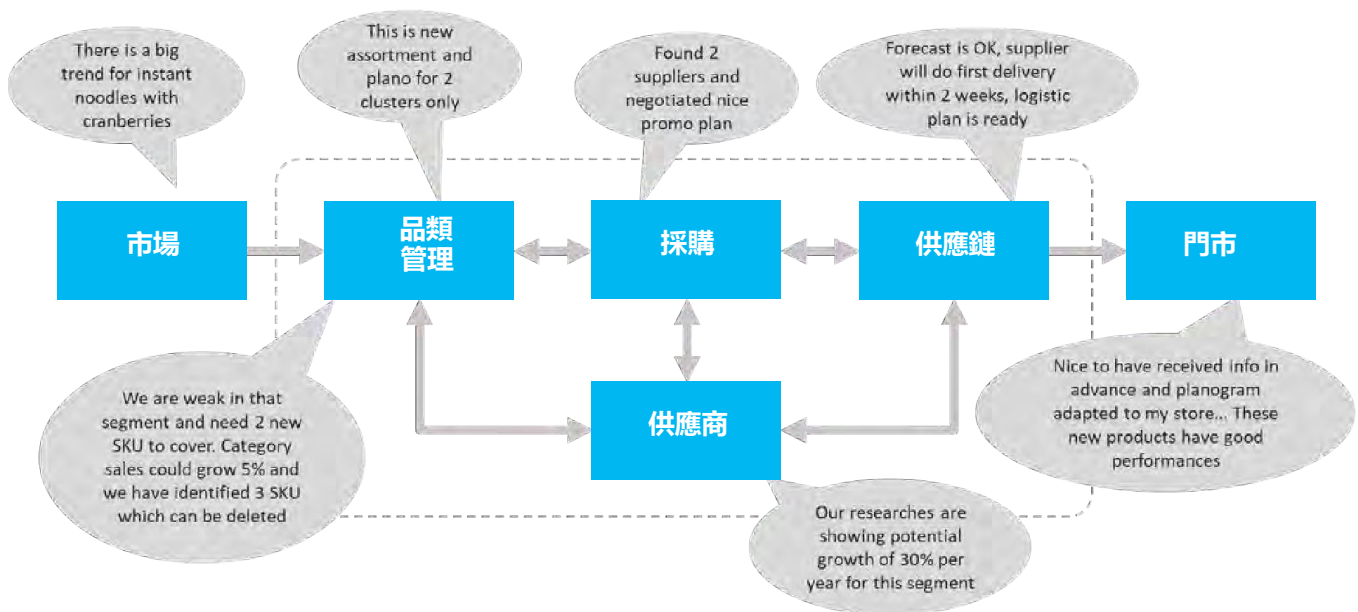 There is a big
trend for instant
noodles with
cranberries
This is new
assortment and
plano for 2
clusters only
Found 2
suppliers and
negotiated nice
promo plan
Forecast is OK, supplier
will do first delivery
within 2 weeks, logistic
plan is ready
市場
品類
管理
採購
供應鏈
門市
We are weak in that
segment and need 2 new
SKU to cover. Category
sales could grow 5% and
we have identified 3 SKU
which can be deleted
供應商
Nice to have received info in
advance and planogram
adapted to my store... These
new products have good
performances
Our researches are
showing potential
growth of 30% per
year for this segment